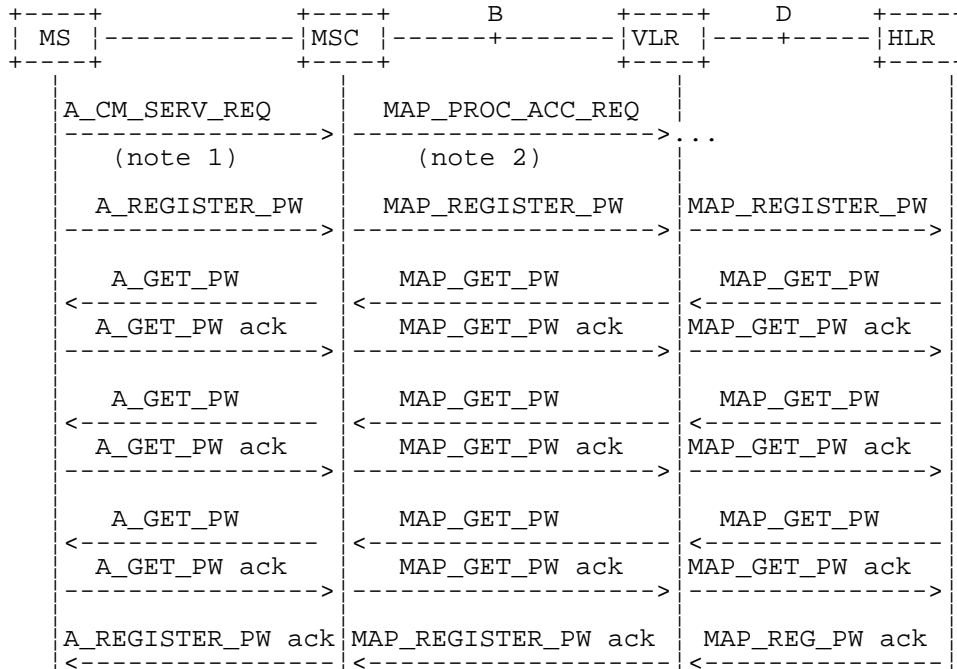 B D
MS MSC VLR HLR
A_CM_SERV_REQ MAP_PROC_ACC_REQ
...
(note 1) (note 2)
A_REGISTER_PW MAP_REGISTER_PW MAP_REGISTER_PW
A_GET_PW MAP_GET_PW MAP_GET_PW
A_GET_PW ack MAP_GET_PW ack MAP_GET_PW ack
A_GET_PW MAP_GET_PW MAP_GET_PW
A_GET_PW ack MAP_GET_PW ack MAP_GET_PW ack
A_GET_PW MAP_GET_PW MAP_GET_PW
A_GET_PW ack MAP_GET_PW ack MAP_GET_PW ack
A_REGISTER_PW ack MAP_REGISTER_PW ack MAP_REG_PW ack